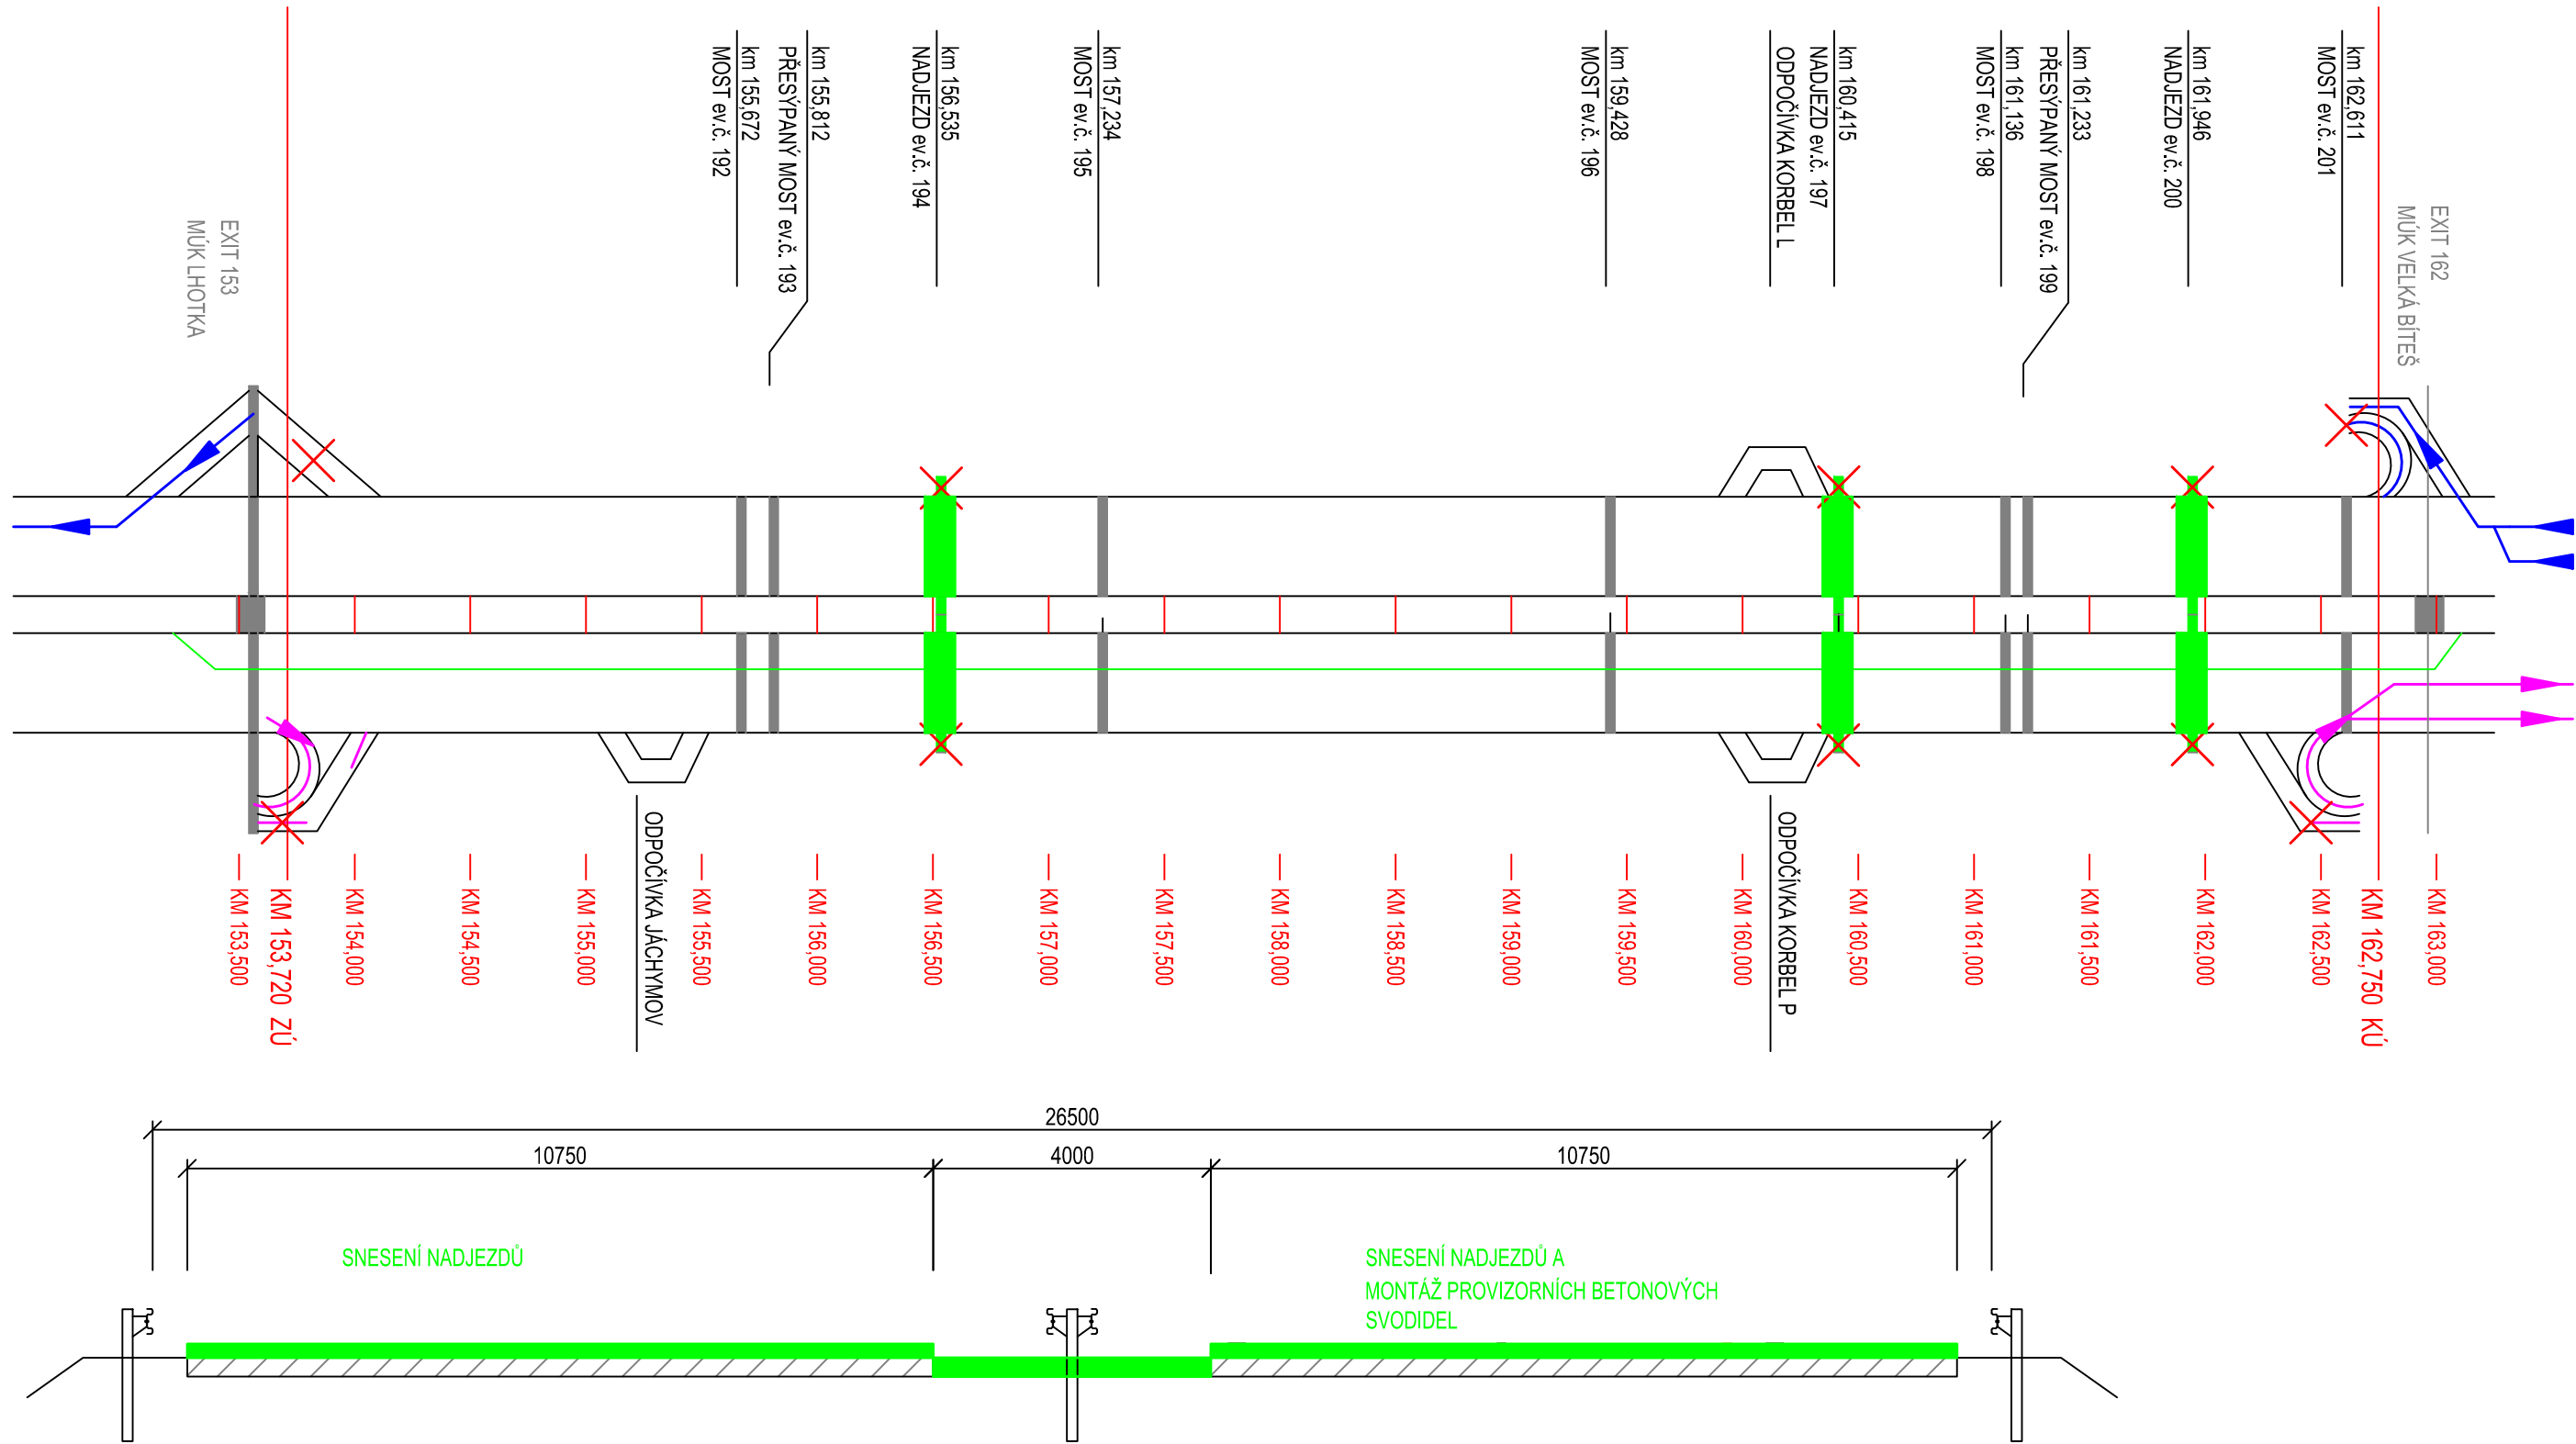 km 155,672
MOST ev.č. 192
km 155,812
PŘESÝPANÝ MOST ev.č. 193
km 156,535
NADJEZD ev.č. 194
km 157,234
MOST ev.č. 195
km 159,428
MOST ev.č. 196
ODPOČÍVKA KORBEL L
km 160,415
NADJEZD ev.č. 197
km 161,136
MOST ev.č. 198
km 161,233
PŘESÝPANÝ MOST ev.č. 199
km 161,946
NADJEZD ev.č. 200
km 162,611
MOST ev.č. 201
EXIT 153
MÚK LHOTKA
EXIT 162
MÚK VELKÁ BÍTEŠ
ODPOČÍVKA JÁCHYMOV
ODPOČÍVKA KORBEL P
KM 153,500
KM 153,720 ZÚ
KM 154,000
KM 154,500
KM 155,000
KM 155,500
KM 156,000
KM 156,500
KM 157,000
KM 157,500
KM 158,000
KM 158,500
KM 159,000
KM 159,500
KM 160,000
KM 160,500
KM 161,000
KM 161,500
KM 162,000
KM 162,500
KM 162,750 KÚ
KM 163,000
26500
10750
4000
10750
SNESENÍ NADJEZDŮ
SNESENÍ NADJEZDŮ A
MONTÁŽ PROVIZORNÍCH BETONOVÝCH
SVODIDEL